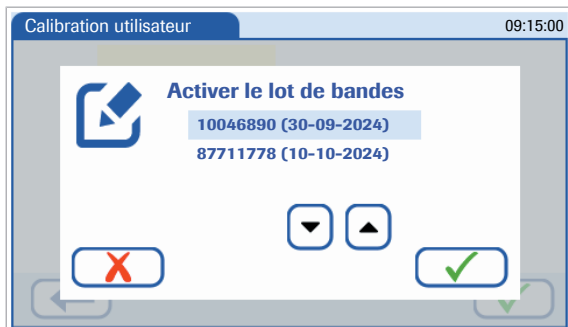 Calibration utilisateur
09:15:00
Activer le lot de bandes
10046890 (30-09-2024)
87711778 (10-10-2024)